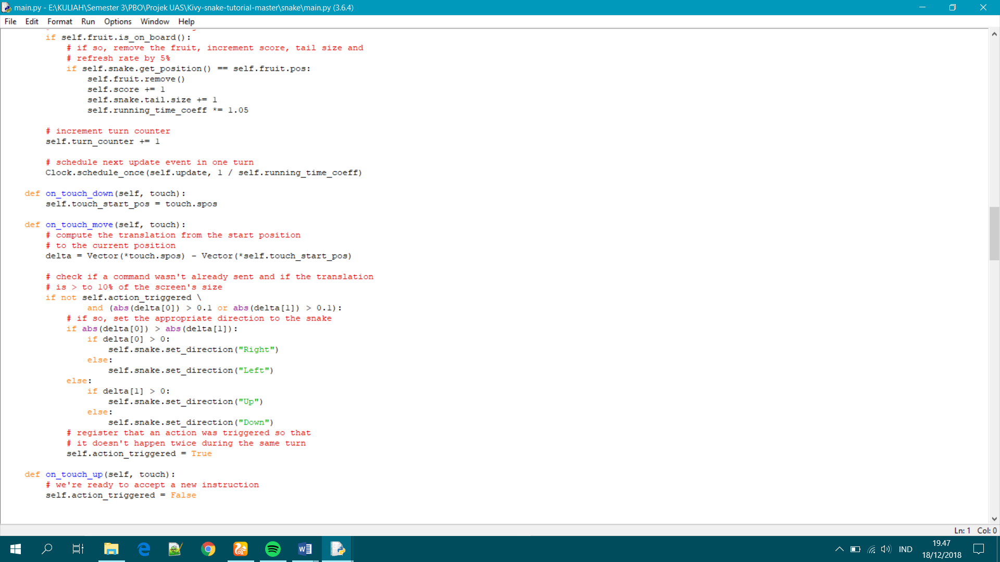 main.py - E:\KULIAH\Semester 3\PBO\Projek UAS\Kivy-snake-tutorial-master\snake\main.py (3.6.4)
File Edit Format Run Options Window Help
        if self.fruit.is_on_board():
            # if so, remove the fruit, increment score, tail size and
            # refresh rate by 5%
            if self.snake.get_position() == self.fruit.pos:
                self.fruit.remove()
                self.score += 1
                self.snake.tail.size += 1
                self.running_time_coeff *= 1.05
        # increment turn counter
        self.turn_counter += 1
        # schedule next update event in one turn
        Clock.schedule_once(self.update, 1 / self.running_time_coeff)
    def on_touch_down(self, touch):
        self.touch_start_pos = touch.spos
    def on_touch_move(self, touch):
        # compute the translation from the start position
        # to the current position
        delta = Vector(*touch.spos) - Vector(*self.touch_start_pos)
        # check if a command wasn't already sent and if the translation
        # is > to 10% of the screen's size
        if not self.action_triggered \
                and (abs(delta[0]) > 0.1 or abs(delta[1]) > 0.1):
            # if so, set the appropriate direction to the snake
            if abs(delta[0]) > abs(delta[1]):
                if delta[0] > 0:
                    self.snake.set_direction("Right")
                else:
                    self.snake.set_direction("Left")
            else:
                if delta[1] > 0:
                    self.snake.set_direction("Up")
                else:
                    self.snake.set_direction("Down")
            # register that an action was triggered so that
            # it doesn't happen twice during the same turn
            self.action_triggered = True
    def on_touch_up(self, touch):
        # we're ready to accept a new instruction
        self.action_triggered = False
Ln: 1 Col: 0
IND
19.47
18/12/2018